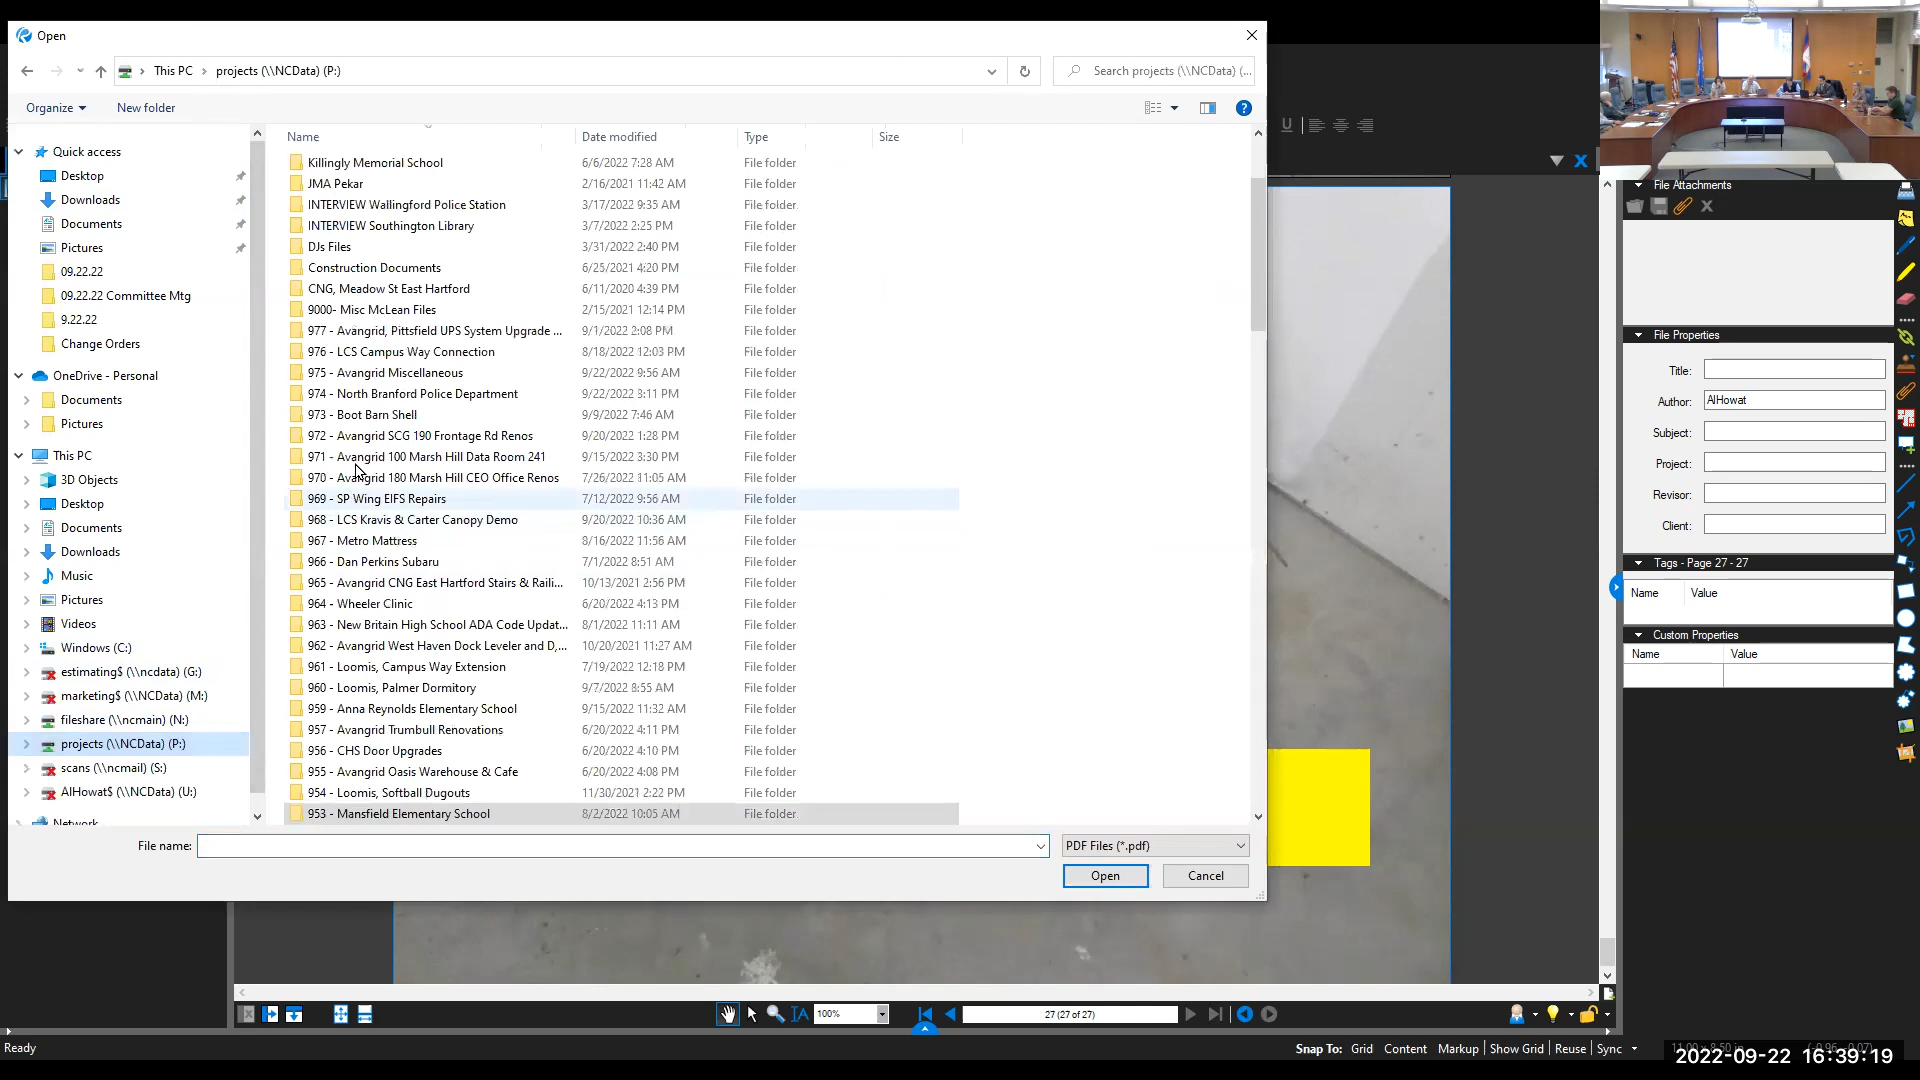 Open
This PC > projects (\\NCData) (P:)
Search projects (\\NCData) (...
Organize
New folder
Name
Date modified
Type
Size
Quick access
Desktop
Downloads
Documents
Pictures
09.22.22
09.22.22 Committee Mtg
9.22.22
Change Orders
OneDrive - Personal
Documents
Pictures
This PC
3D Objects
Desktop
Documents
Downloads
Music
Pictures
Videos
Windows (C:)
estimating$ (\\ncdata) (G:)
marketing$ (\\NCData) (M:)
fileshare (\\ncmain) (N:)
projects (\\NCData) (P:)
scans (\\ncmail) (S:)
AlHowat$ (\\NCData) (U:)
Network
Killingly Memorial School 6/6/2022 7:28 AM File folder
JMA Pekar 2/16/2021 11:42 AM File folder
INTERVIEW Wallingford Police Station 3/17/2022 9:35 AM File folder
INTERVIEW Southington Library 3/7/2022 2:25 PM File folder
DJs Files 3/31/2022 2:40 PM File folder
Construction Documents 6/25/2021 4:20 PM File folder
CNG, Meadow St East Hartford 6/11/2020 4:39 PM File folder
9000- Misc McLean Files 2/15/2021 12:14 PM File folder
977 - Avangrid, Pittsfield UPS System Upgrade ... 9/1/2022 2:08 PM File folder
976 - LCS Campus Way Connection 8/18/2022 12:03 PM File folder
975 - Avangrid Miscellaneous 9/22/2022 9:56 AM File folder
974 - North Branford Police Department 9/22/2022 3:11 PM File folder
973 - Boot Barn Shell 9/9/2022 7:46 AM File folder
972 - Avangrid SCG 190 Frontage Rd Renos 9/20/2022 1:28 PM File folder
971 - Avangrid 100 Marsh Hill Data Room 241 9/15/2022 3:30 PM File folder
970 - Avangrid 180 Marsh Hill CEO Office Renos 7/26/2022 11:05 AM File folder
969 - SP Wing EIFS Repairs 7/12/2022 9:56 AM File folder
968 - LCS Kravis & Carter Canopy Demo 9/20/2022 10:36 AM File folder
967 - Metro Mattress 8/16/2022 11:56 AM File folder
966 - Dan Perkins Subaru 7/1/2022 8:51 AM File folder
965 - Avangrid CNG East Hartford Stairs & Raili... 10/13/2021 2:56 PM File folder
964 - Wheeler Clinic 6/20/2022 4:13 PM File folder
963 - New Britain High School ADA Code Updat... 8/1/2022 11:11 AM File folder
962 - Avangrid West Haven Dock Leveler and D,... 10/20/2021 11:27 AM File folder
961 - Loomis, Campus Way Extension 7/19/2022 12:18 PM File folder
960 - Loomis, Palmer Dormitory 9/7/2022 8:55 AM File folder
959 - Anna Reynolds Elementary School 9/15/2022 11:32 AM File folder
957 - Avangrid Trumbull Renovations 6/20/2022 4:11 PM File folder
956 - CHS Door Upgrades 6/20/2022 4:10 PM File folder
955 - Avangrid Oasis Warehouse & Cafe 6/20/2022 4:08 PM File folder
954 - Loomis, Softball Dugouts 11/30/2021 2:22 PM File folder
953 - Mansfield Elementary School 8/2/2022 10:05 AM File folder
File name:
PDF Files (*.pdf)
Open
Cancel
U
File Attachments
File Properties
Title:
Author: AlHowat
Subject:
Project:
Revisor:
Client:
Tags - Page 27 - 27
Name Value
Custom Properties
Name Value
100%
27 (27 of 27)
Ready
Snap To: Grid Content Markup Show Grid Reuse Sync
2022-09-22 16:39:19